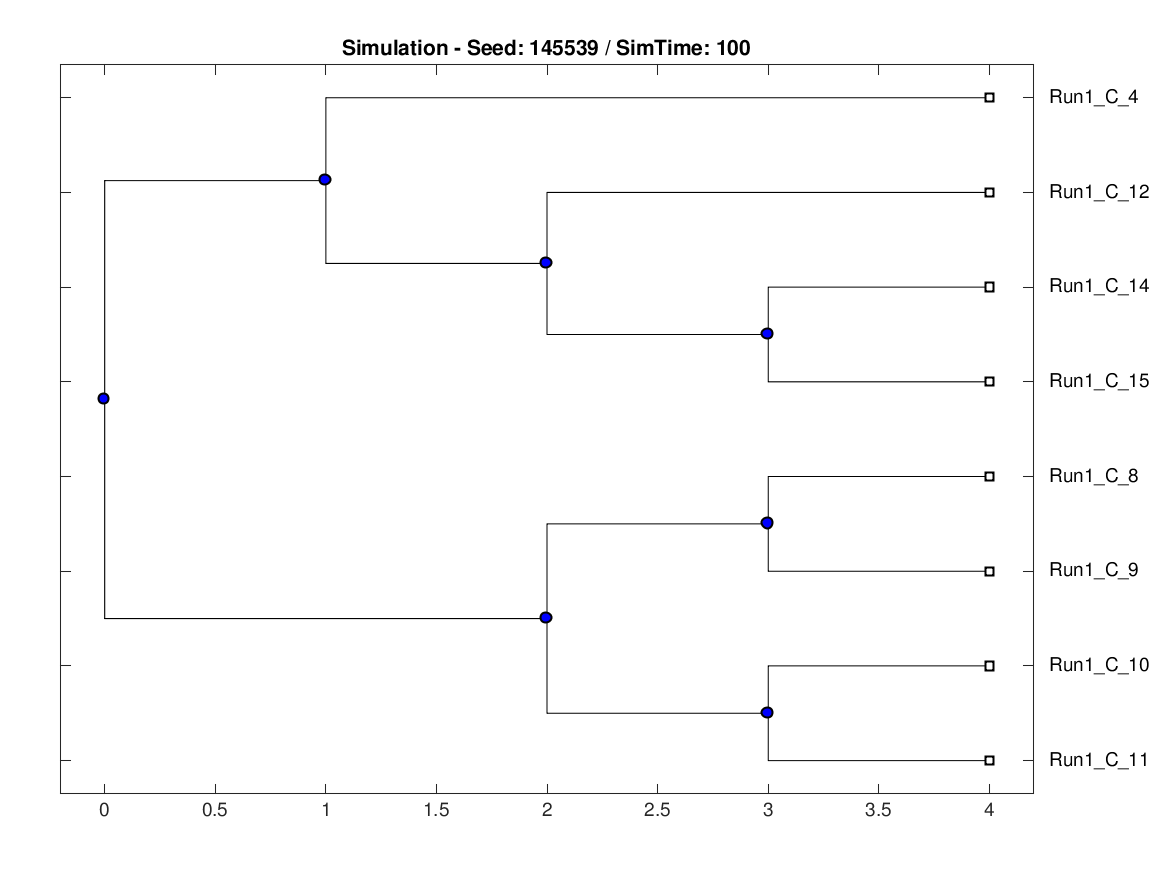 Simulation - Seed: 145539 / SimTime: 100
Run1_C_4
Run1_C_12
Run1_C_14
Run1_C_15
Run1_C_8
Run1_C_9
Run1_C_10
Run1_C_11
0 0.5 1 1.5 2 2.5 3 3.5 4